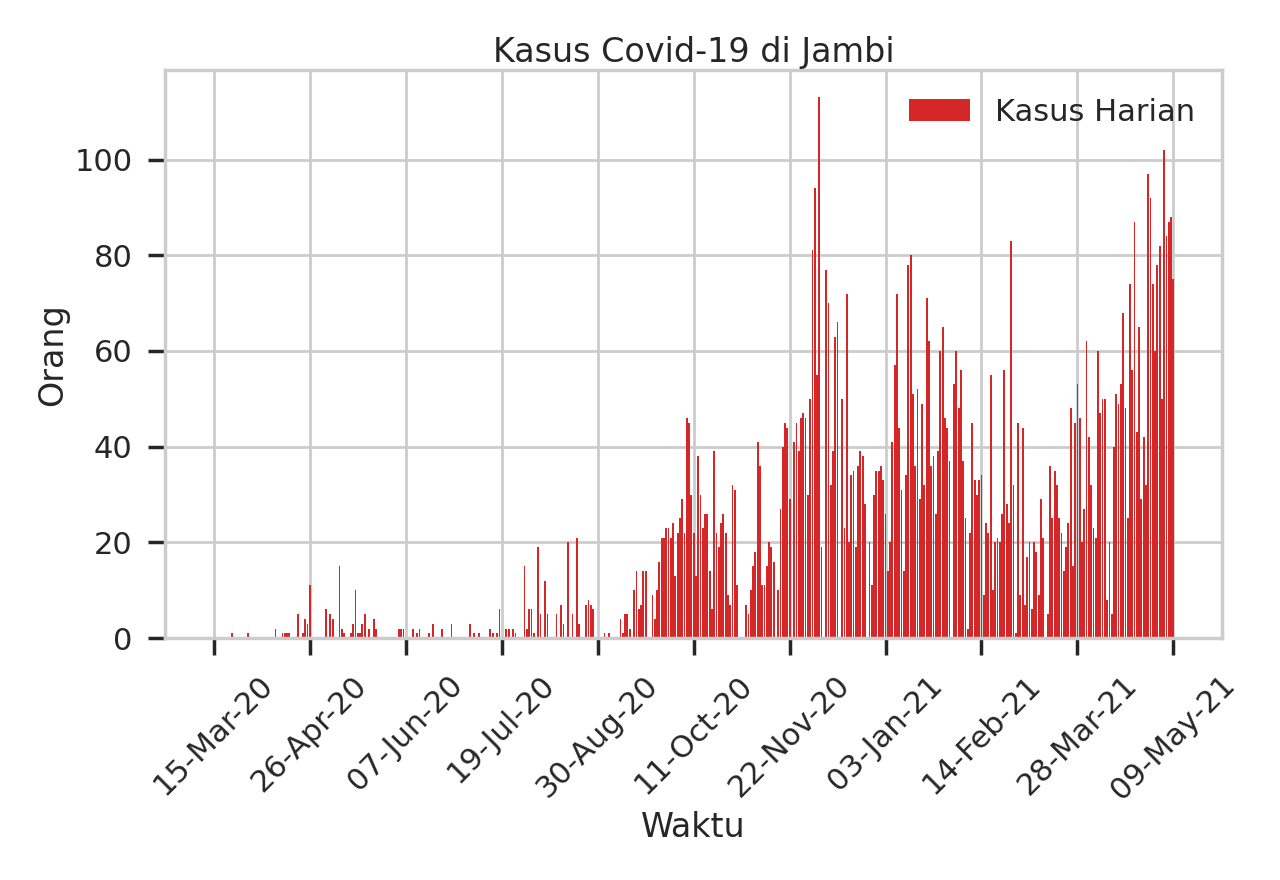 Kasus Covid-19 di Jambi
Kasus Harian
Orang
100
80
60
40
20
0
15-Mar-20
26-Apr-20
07-Jun-20
19-Jul-20
30-Aug-20
11-Oct-20
22-Nov-20
03-Jan-21
14-Feb-21
28-Mar-21
09-May-21
Waktu